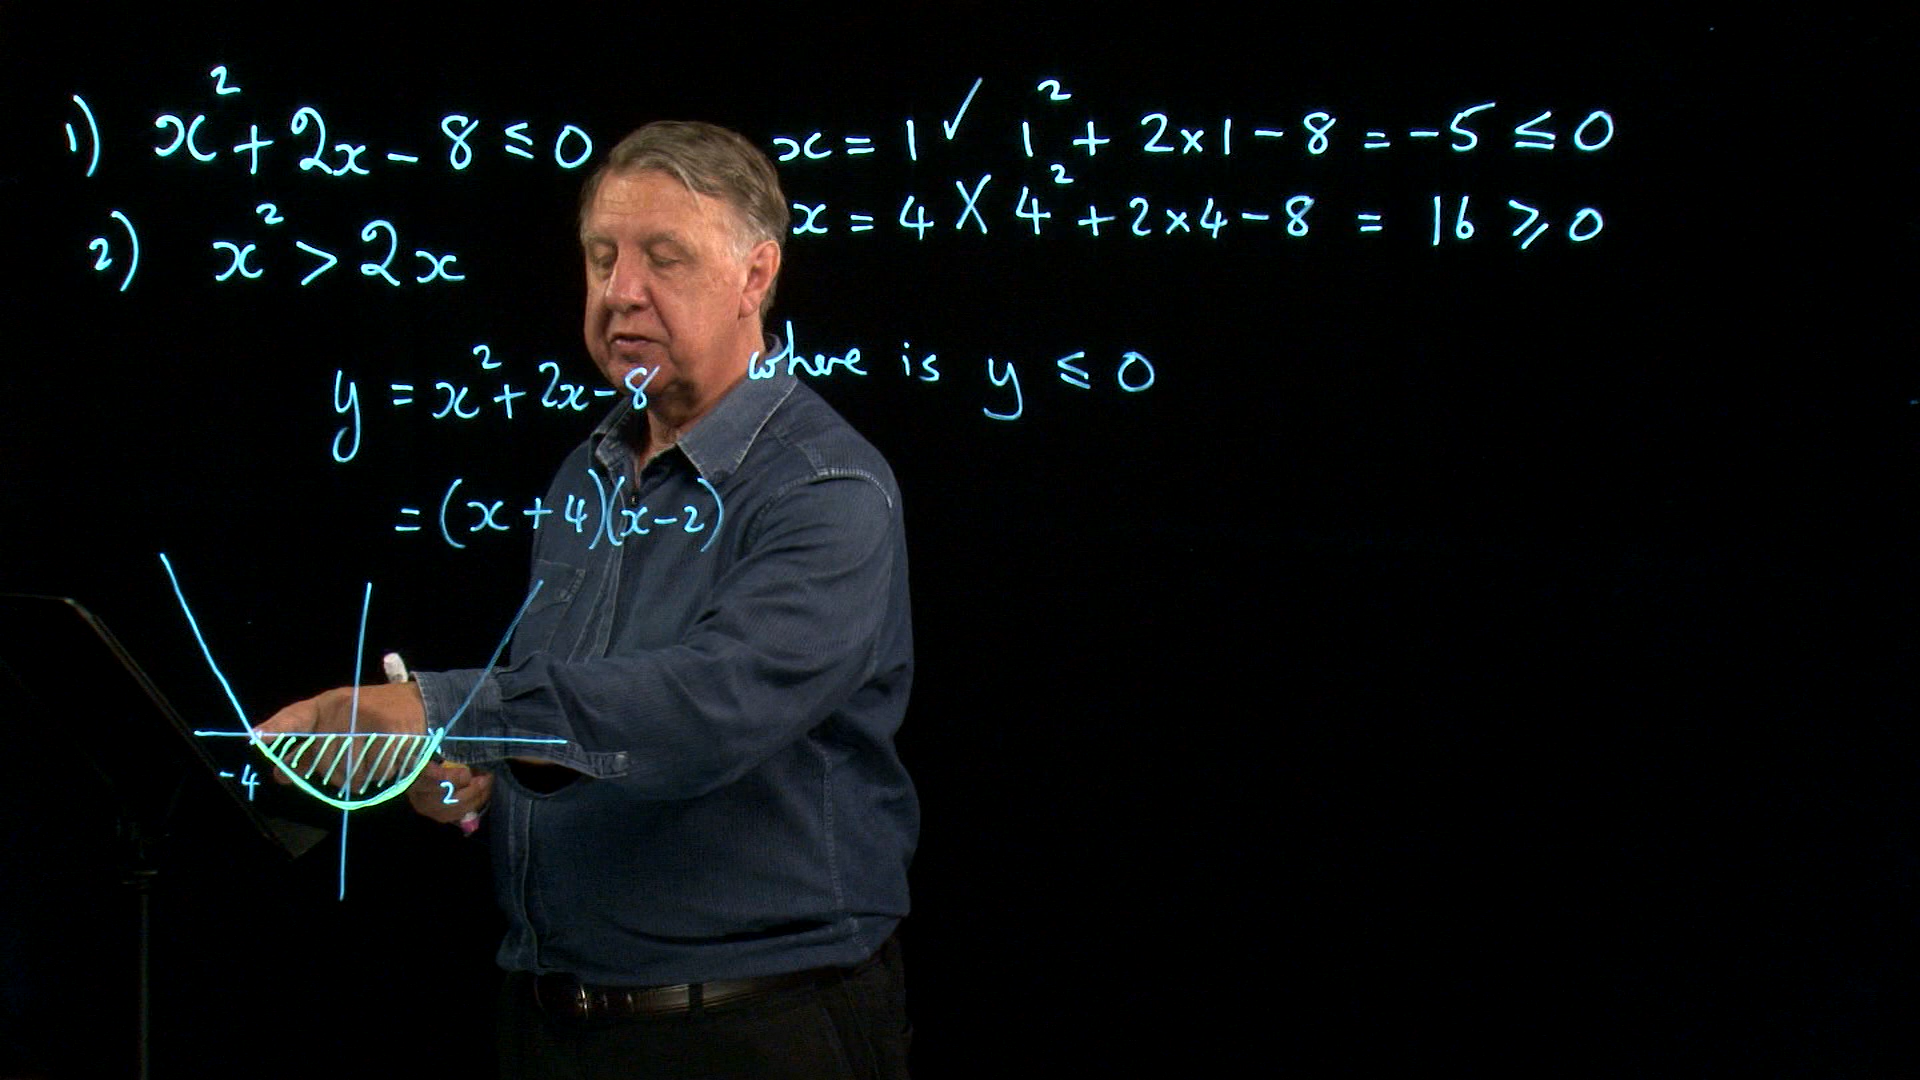 1) x² + 2x - 8 ≤ 0
x = 1 ✓ 1² + 2×1 - 8 = -5 ≤ 0
x = 4 X 4² + 2×4 - 8 = 16 ≥ 0
2) x² > 2x
y = x² + 2x - 8 where is y ≤ 0
= (x + 4)(x - 2)
-4 2